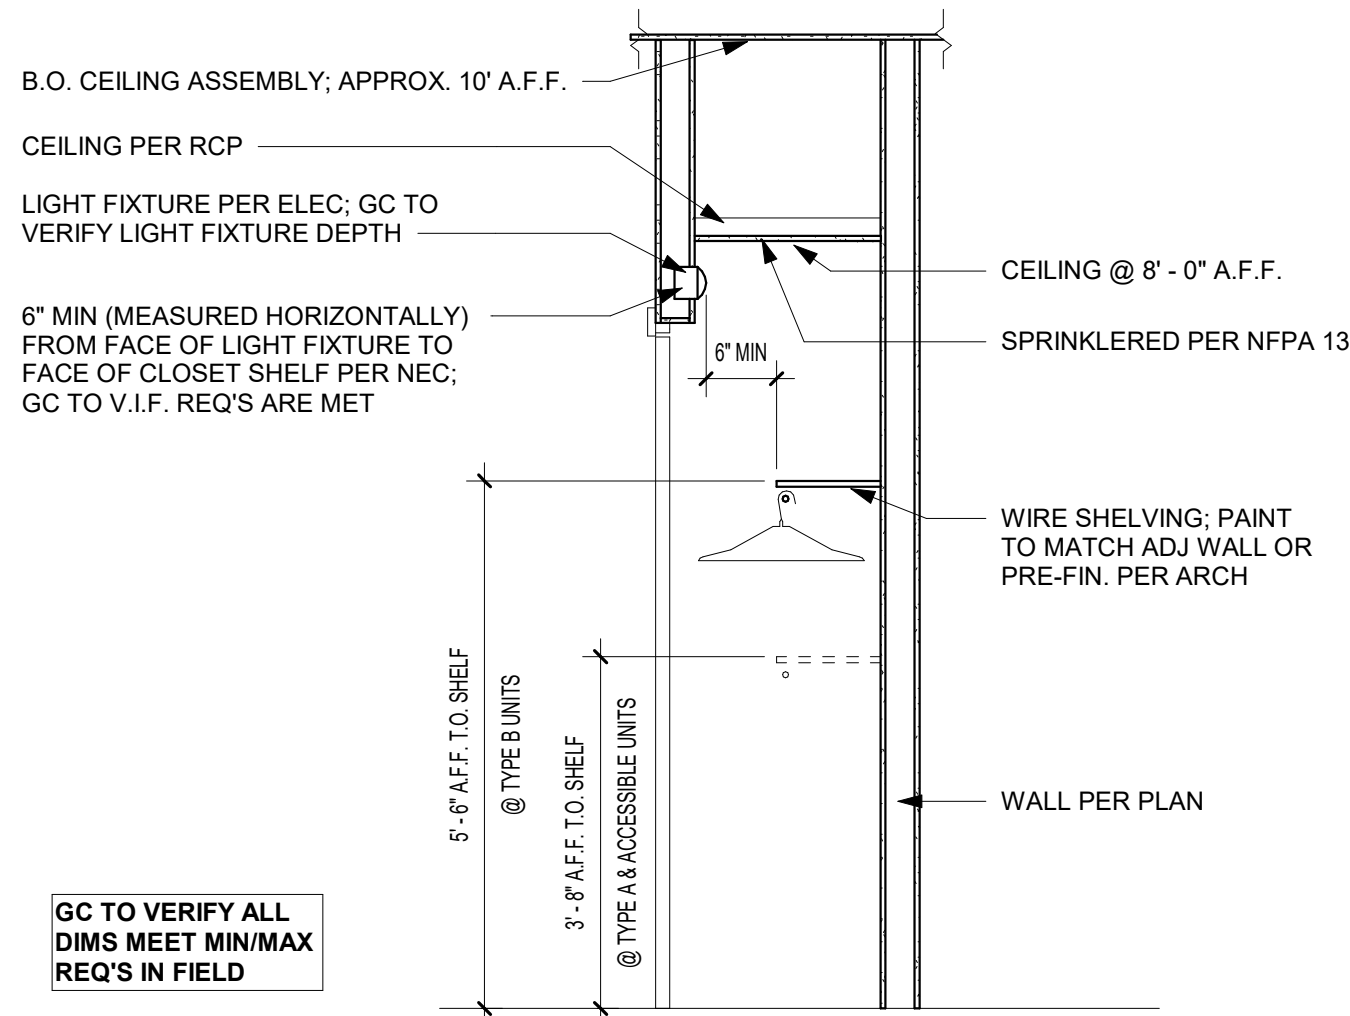 B.O. CEILING ASSEMBLY; APPROX. 10' A.F.F.
CEILING PER RCP
LIGHT FIXTURE PER ELEC; GC TO
VERIFY LIGHT FIXTURE DEPTH
6" MIN (MEASURED HORIZONTALLY)
FROM FACE OF LIGHT FIXTURE TO
FACE OF CLOSET SHELF PER NEC;
GC TO V.I.F. REQ'S ARE MET
6" MIN
CEILING @ 8' - 0" A.F.F.
SPRINKLERED PER NFPA 13
WIRE SHELVING; PAINT
TO MATCH ADJ WALL OR
PRE-FIN. PER ARCH
WALL PER PLAN
5' - 6" A.F.F. T.O. SHELF
@ TYPE B UNITS
3' - 8" A.F.F. T.O. SHELF
@ TYPE A & ACCESSIBLE UNITS
GC TO VERIFY ALL
DIMS MEET MIN/MAX
REQ'S IN FIELD